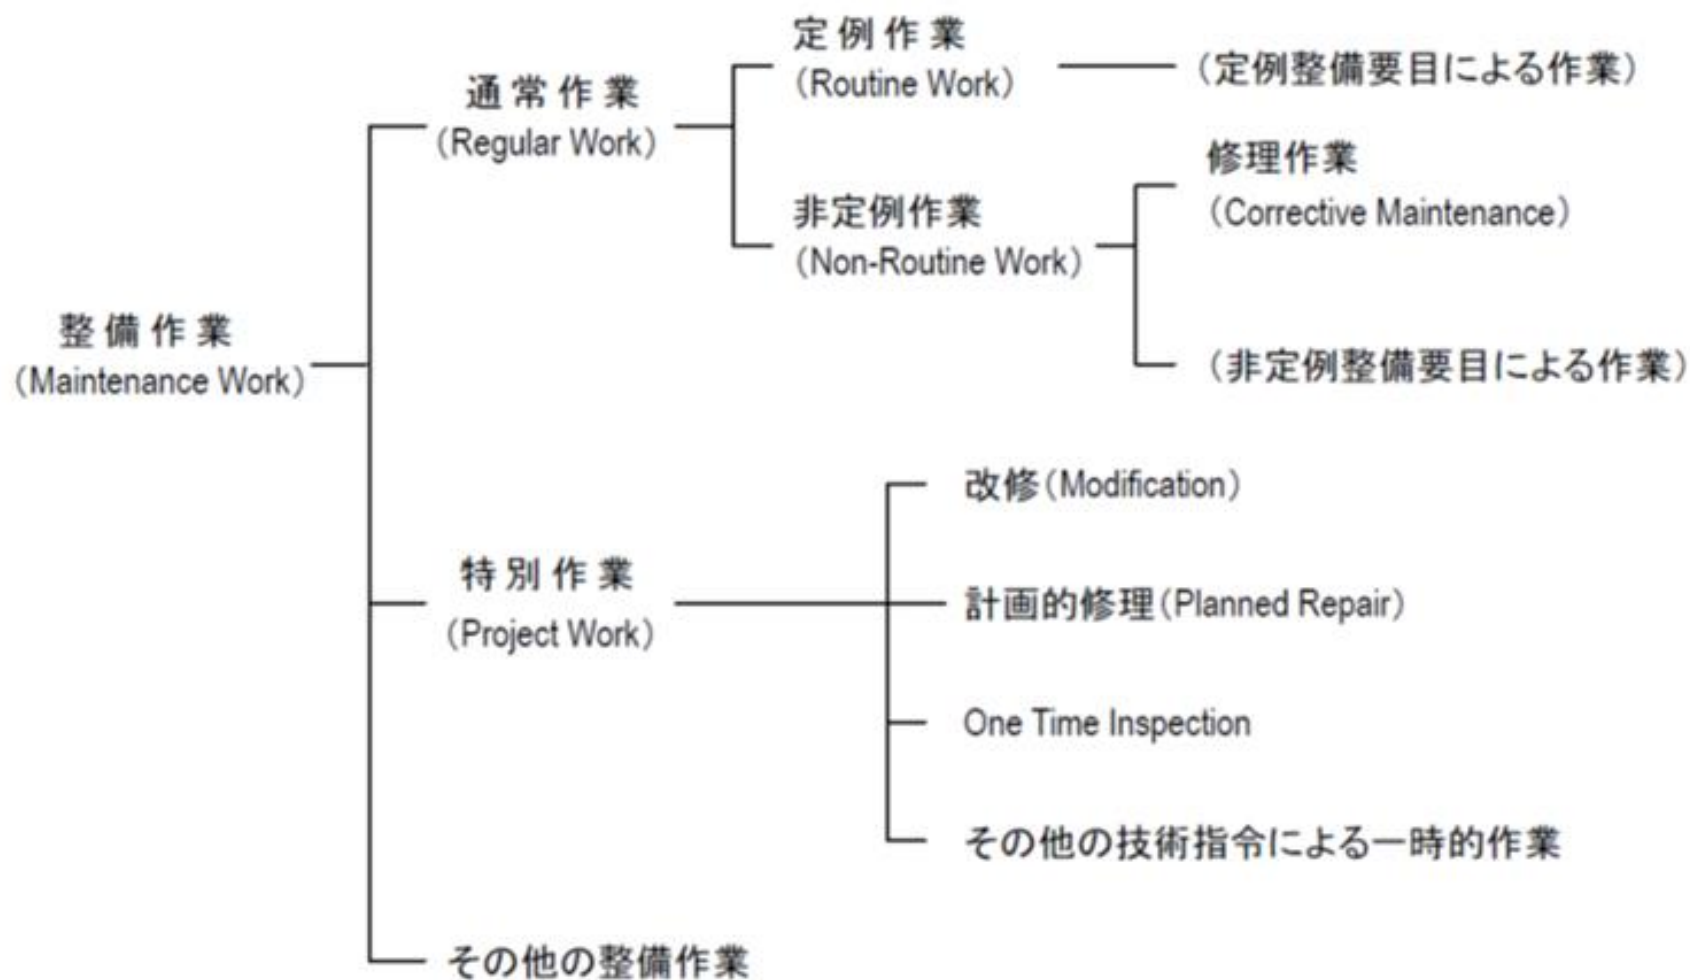 定例作業
(Routine Work)
(定例整備要目による作業)
通常作業
(Regular Work)
修理作業
(Corrective Maintenance)
非定例作業
(Non-Routine Work)
整備作業
(Maintenance Work)
(非定例整備要目による作業)
改修(Modification)
特別作業
(Project Work)
計画的修理(Planned Repair)
One Time Inspection
その他の技術指令による一時的作業
その他の整備作業